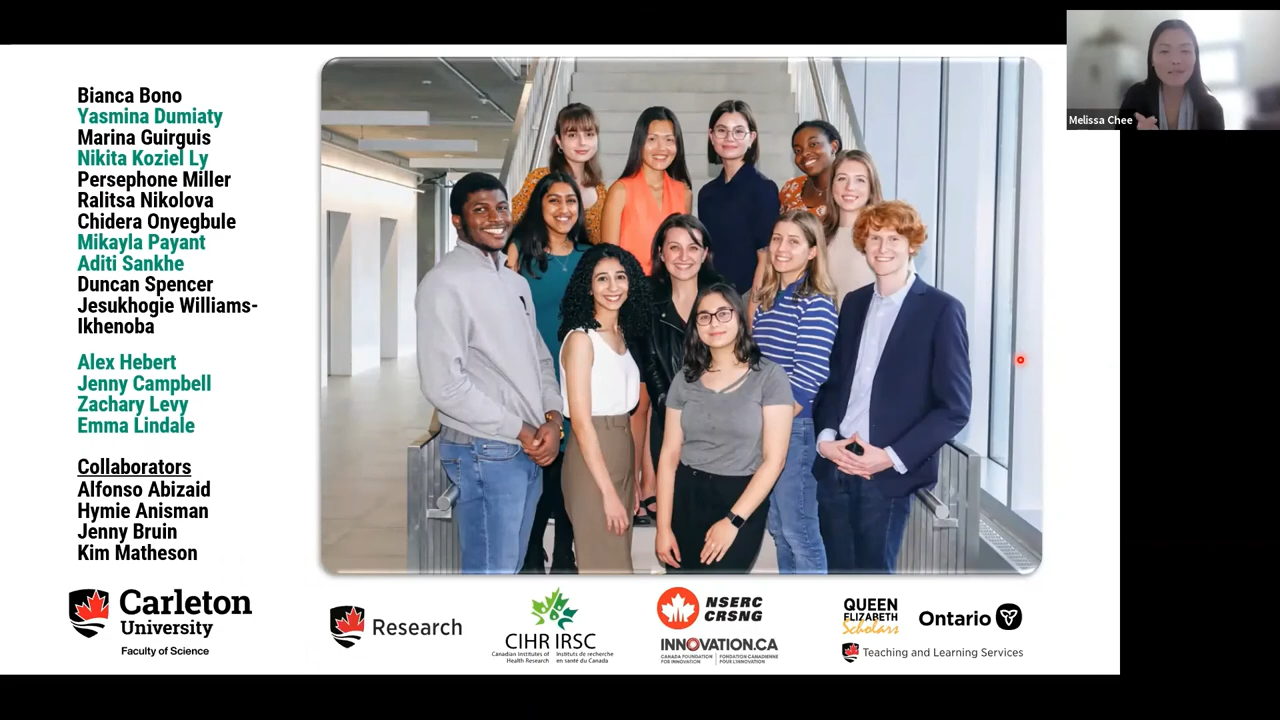 Bianca Bono
Yasmina Dumiaty
Marina Guirguis
Nikita Koziel Ly
Persephone Miller
Ralitsa Nikolova
Chidera Onyegbule
Mikayla Payant
Aditi Sankhe
Duncan Spencer
Jesukhogie Williams-
Ikhenoba
Alex Hebert
Jenny Campbell
Zachary Levy
Emma Lindale
Collaborators
Alfonso Abizaid
Hymie Anisman
Jenny Bruin
Kim Matheson
Carleton
University
Faculty of Science
Research
CIHR IRSC
Canadian Institutes of
Health Research
Instituts de recherche
en santé du Canada
NSERC
CRSNG
INNOVATION.CA
CANADA FOUNDATION
FOR INNOVATION
FONDATION CANADIENNE
POUR L'INNOVATION
QUEEN
ELIZABETH
Scholars
Ontario
Teaching and Learning Services
Melissa Chee